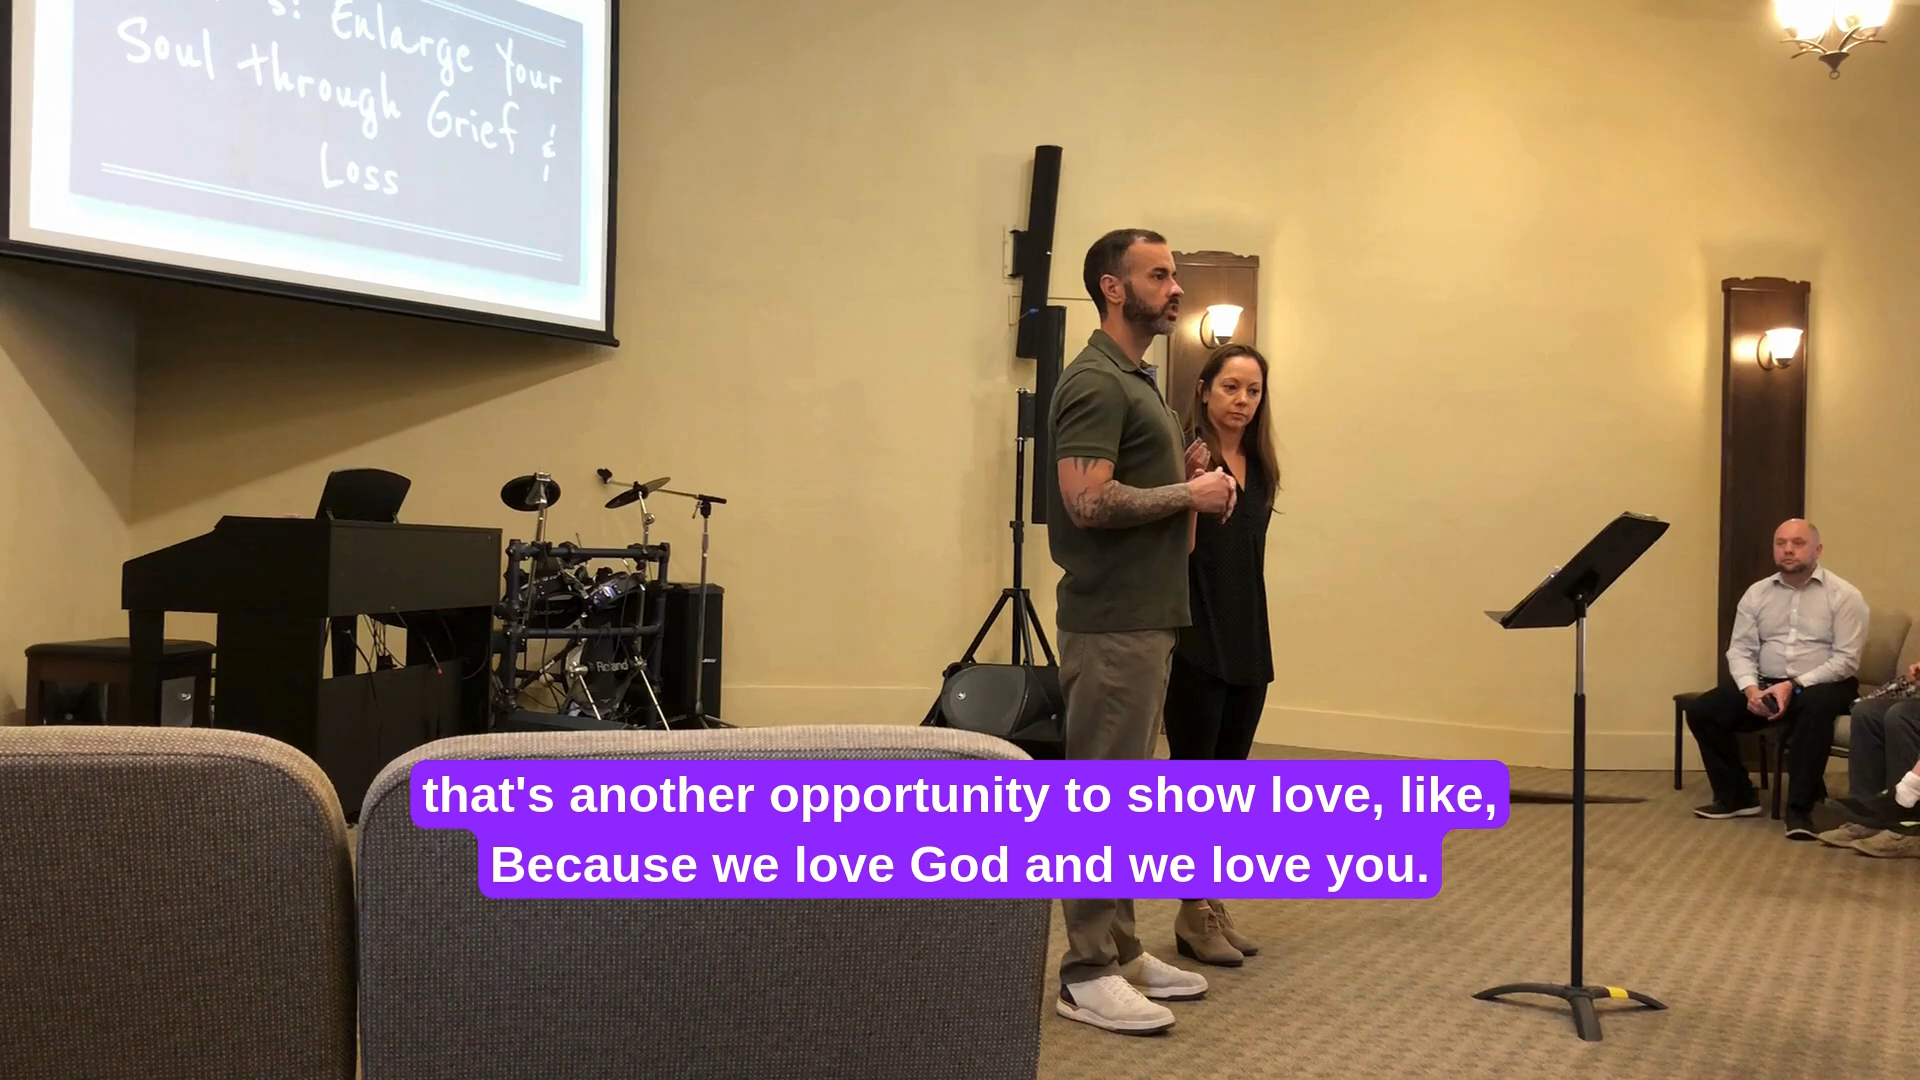 s: Enlarge Your
Soul through Grief &
Loss
Roland
that's another opportunity to show love, like,
Because we love God and we love you.